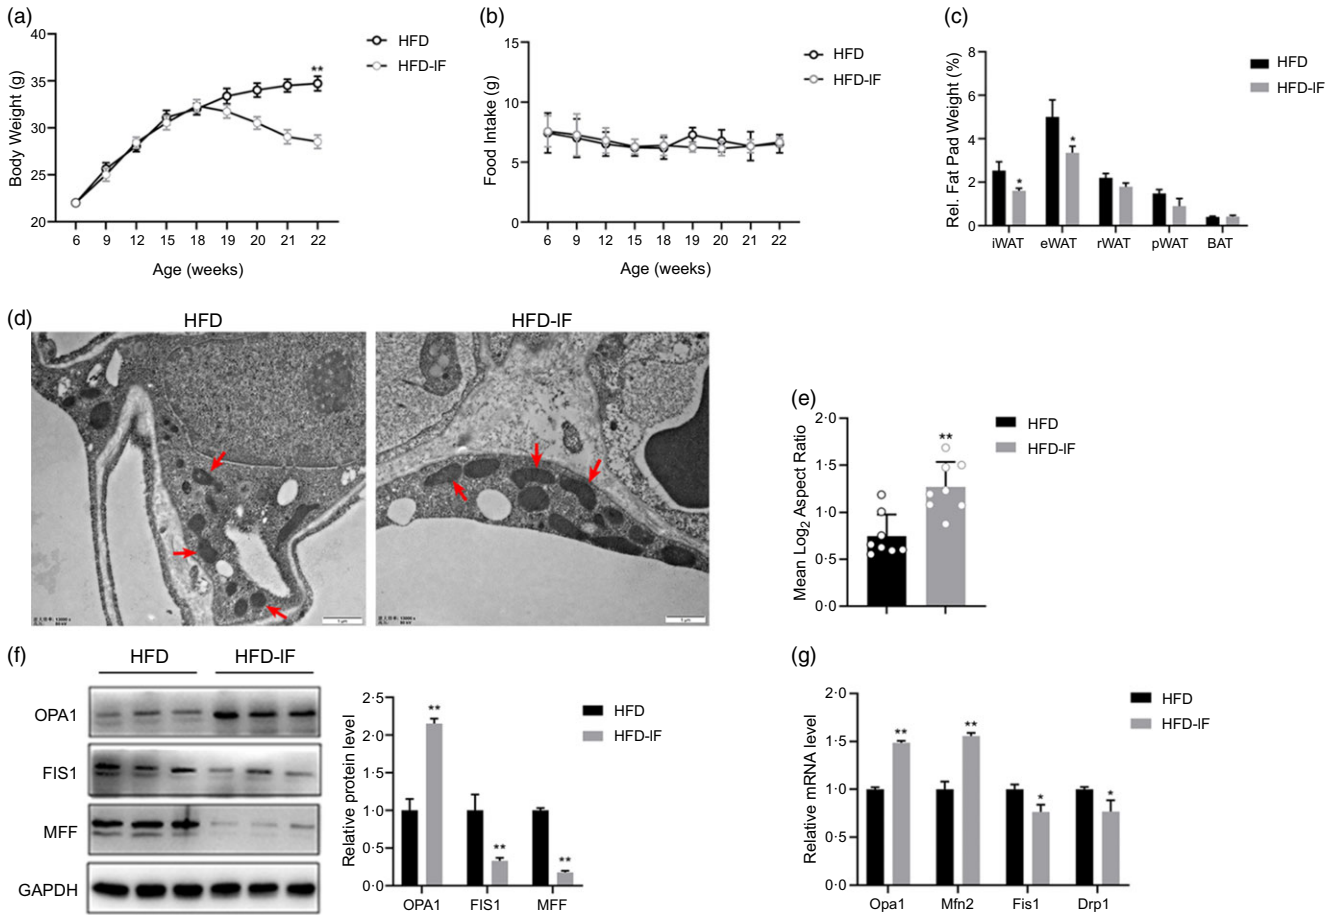 (a)
Body Weight (g)
40
35
30
25
20
6 9 12 15 18 19 20 21 22
Age (weeks)
HFD
HFD-IF
**
(b)
Food Intake (g)
15
10
5
0
6 9 12 15 18 19 20 21 22
Age (weeks)
HFD
HFD-IF
(c)
Rel. Fat Pad Weight (%)
8
6
4
2
0
* *
iWAT eWAT rWAT pWAT BAT
HFD
HFD-IF
(d)
HFD HFD-IF
(e)
Mean Log2 Aspect Ratio
2·0
1·5
1·0
0·5
0·0
**
HFD
HFD-IF
(f)
HFD HFD-IF
OPA1
FIS1
MFF
GAPDH
Relative protein level
2·5
2·0
1·5
1·0
0·5
0·0
** ** **
OPA1 FIS1 MFF
HFD
HFD-IF
(g)
Relative mRNA level
2·0
1·5
1·0
0·5
0·0
** ** * *
Opa1 Mfn2 Fis1 Drp1
HFD
HFD-IF